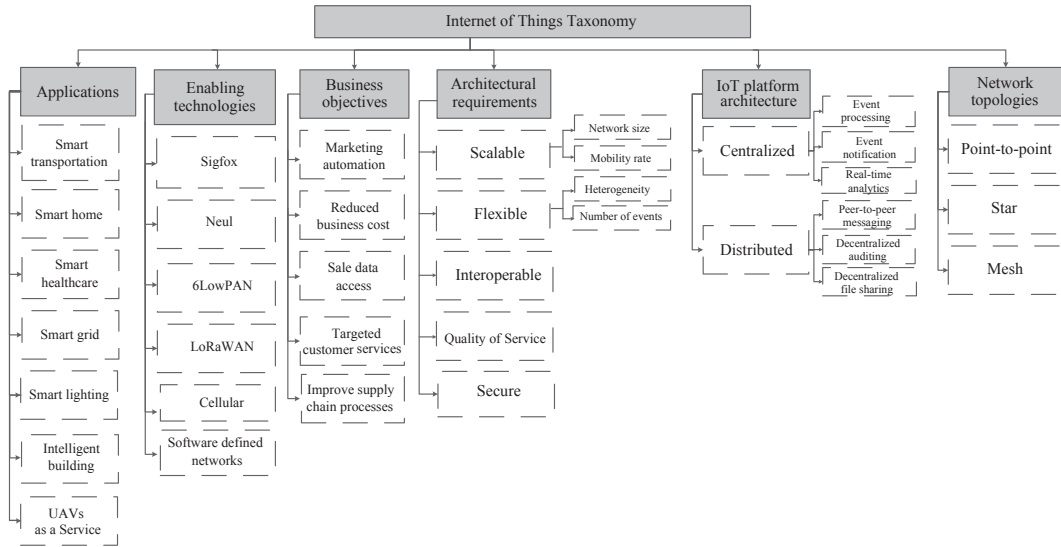 Internet of Things Taxonomy
Applications
Smart
transportation
Smart home
Smart
healthcare
Smart grid
Smart lighting
Intelligent
building
UAVs
as a Service
Enabling
technologies
Sigfox
Neul
6LowPAN
LoRaWAN
Cellular
Software defined
networks
Business
objectives
Marketing
automation
Reduced
business cost
Sale data
access
Targeted
customer services
Improve supply
chain processes
Architectural
requirements
Scalable
Network size
Mobility rate
Flexible
Heterogeneity
Number of events
Interoperable
Quality of Service
Secure
IoT platform
architecture
Centralized
Event
processing
Event
notification
Real-time
analytics
Distributed
Peer-to-peer
messaging
Decentralized
auditing
Decentralized
file sharing
Network
topologies
Point-to-point
Star
Mesh